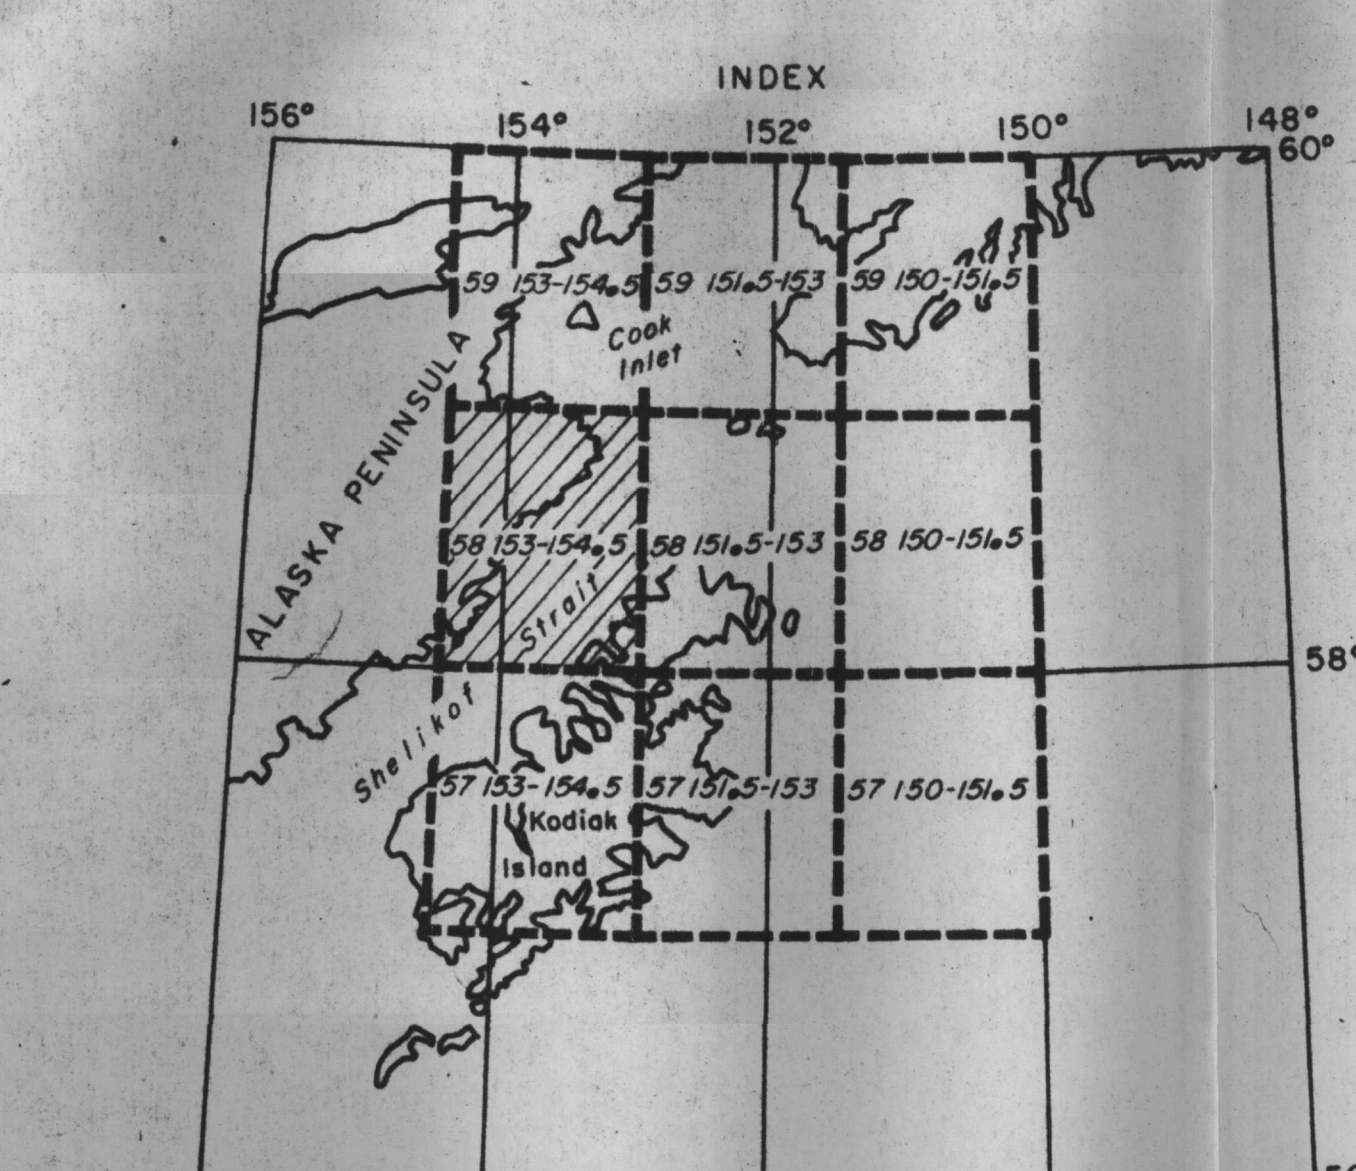 INDEX
156° 154° 152° 150° 148°
60°
59 153-154.5 59 151.5-153 59 150-151.5
Cook
Inlet
ALASKA PENINSULA
58 153-154.5 58 151.5-153 58 150-151.5
Strait
58°
Shelikof
57 153-154.5 57 151.5-153 57 150-151.5
Kodiak
Island